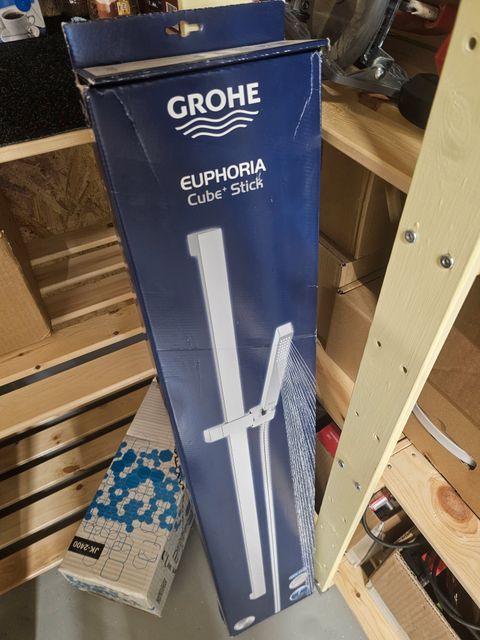 GROHE
EUPHORIA
Cube+ Stick
JK-2400